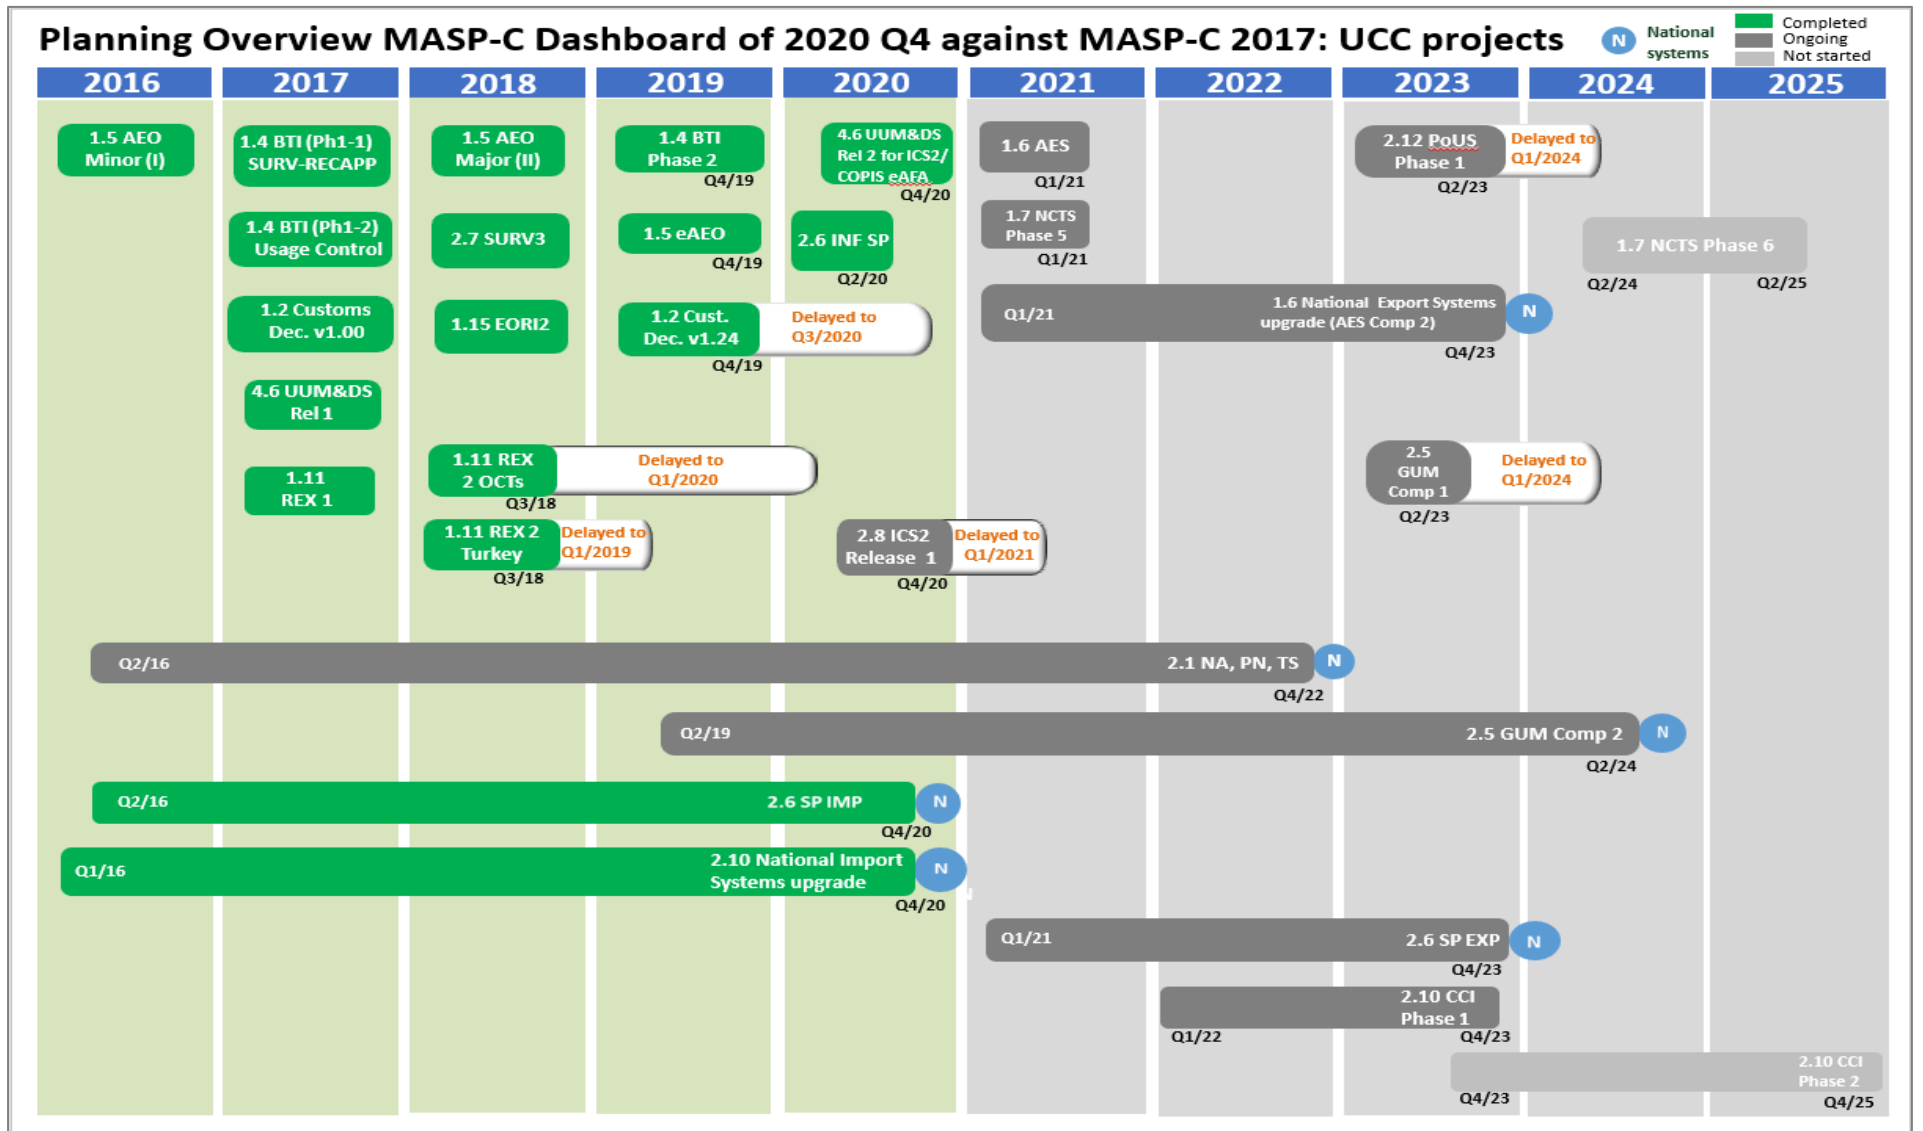 Planning Overview MASP-C Dashboard of 2020 Q4 against MASP-C 2017: UCC projects
N
National
systems
Completed
Ongoing
Not started
2016
2017
2018
2019
2020
2021
2022
2023
2024
2025
1.5 AEO
Minor (I)
1.4 BTI (Ph1-1)
SURV-RECAPP
1.5 AEO
Major (II)
1.4 BTI
Phase 2
Q4/19
4.6 UUM&DS
Rel 2 for ICS2/
COPIS eAFA
Q4/20
1.6 AES
Q1/21
2.12 PoUS
Phase 1
Q2/23
Delayed to
Q1/2024
1.4 BTI (Ph1-2)
Usage Control
2.7 SURV3
1.5 eAEO
Q4/19
2.6 INF SP
Q2/20
1.7 NCTS
Phase 5
Q1/21
1.7 NCTS Phase 6
Q2/24
Q2/25
1.2 Customs
Dec. v1.00
1.15 EORI2
1.2 Cust.
Dec. v1.24
Q4/19
Delayed to
Q3/2020
Q1/21
1.6 National Export Systems
upgrade (AES Comp 2)
Q4/23
N
4.6 UUM&DS
Rel 1
1.11
REX 1
1.11 REX
2 OCTs
Q3/18
Delayed to
Q1/2020
2.5
GUM
Comp 1
Q2/23
Delayed to
Q1/2024
1.11 REX 2
Turkey
Q3/18
Delayed to
Q1/2019
2.8 ICS2
Release 1
Q4/20
Delayed to
Q1/2021
Q2/16
2.1 NA, PN, TS
N
Q4/22
Q2/19
2.5 GUM Comp 2
N
Q2/24
Q2/16
2.6 SP IMP
N
Q4/20
Q1/16
2.10 National Import
Systems upgrade
N
Q4/20
N
Q1/21
2.6 SP EXP
N
Q4/23
2.10 CCI
Phase 1
Q1/22
Q4/23
2.10 CCI
Phase 2
Q4/23
Q4/25